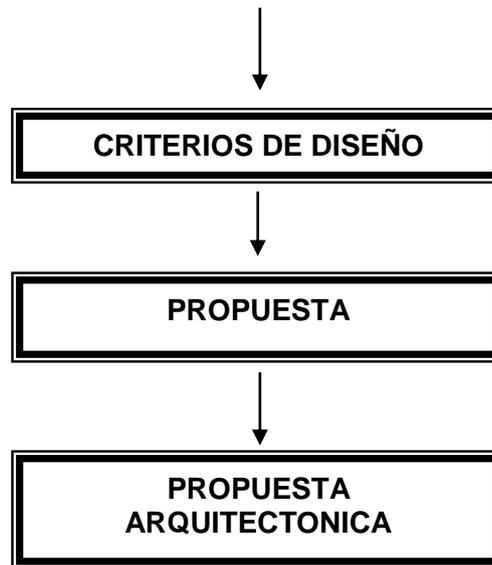 CRITERIOS DE DISEÑO
PROPUESTA
PROPUESTA
ARQUITECTONICA